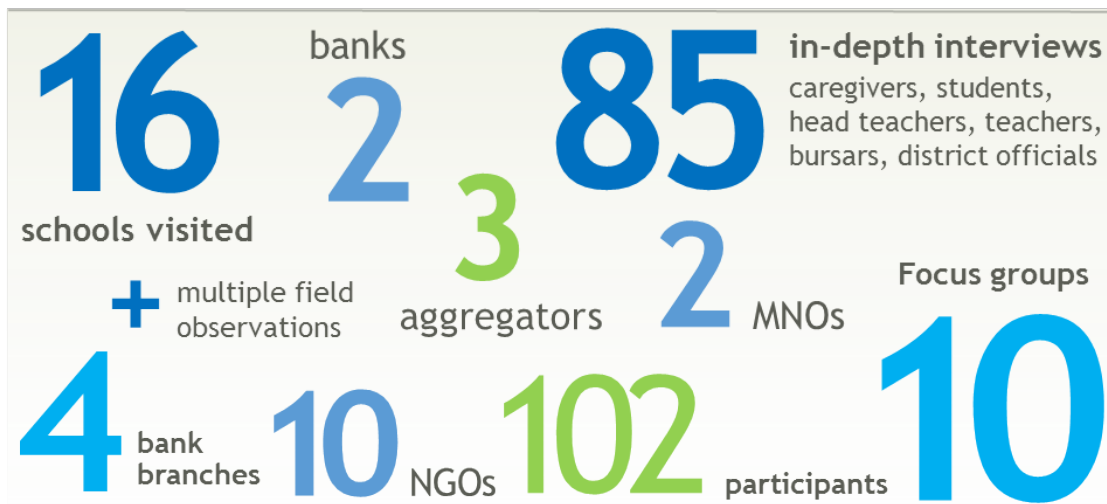 16
schools visited
banks
2
85
in-depth interviews
caregivers, students,
head teachers, teachers,
bursars, district officials
3
aggregators
2 MNOs
+ multiple field
observations
Focus groups
10
4 bank
branches
10 NGOs
102 participants